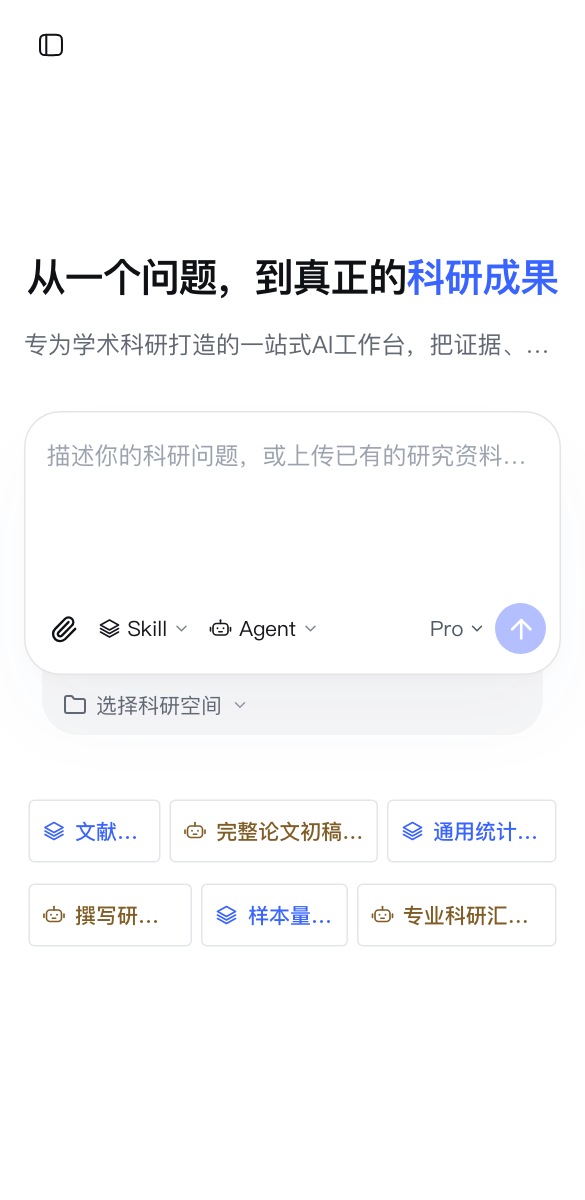 从一个问题，到真正的科研成果
专为学术科研打造的一站式AI工作台，把证据、...
描述你的科研问题，或上传已有的研究资料...
Skill Agent Pro
选择科研空间
文献... 完整论文初稿... 通用统计...
撰写研... 样本量... 专业科研汇...